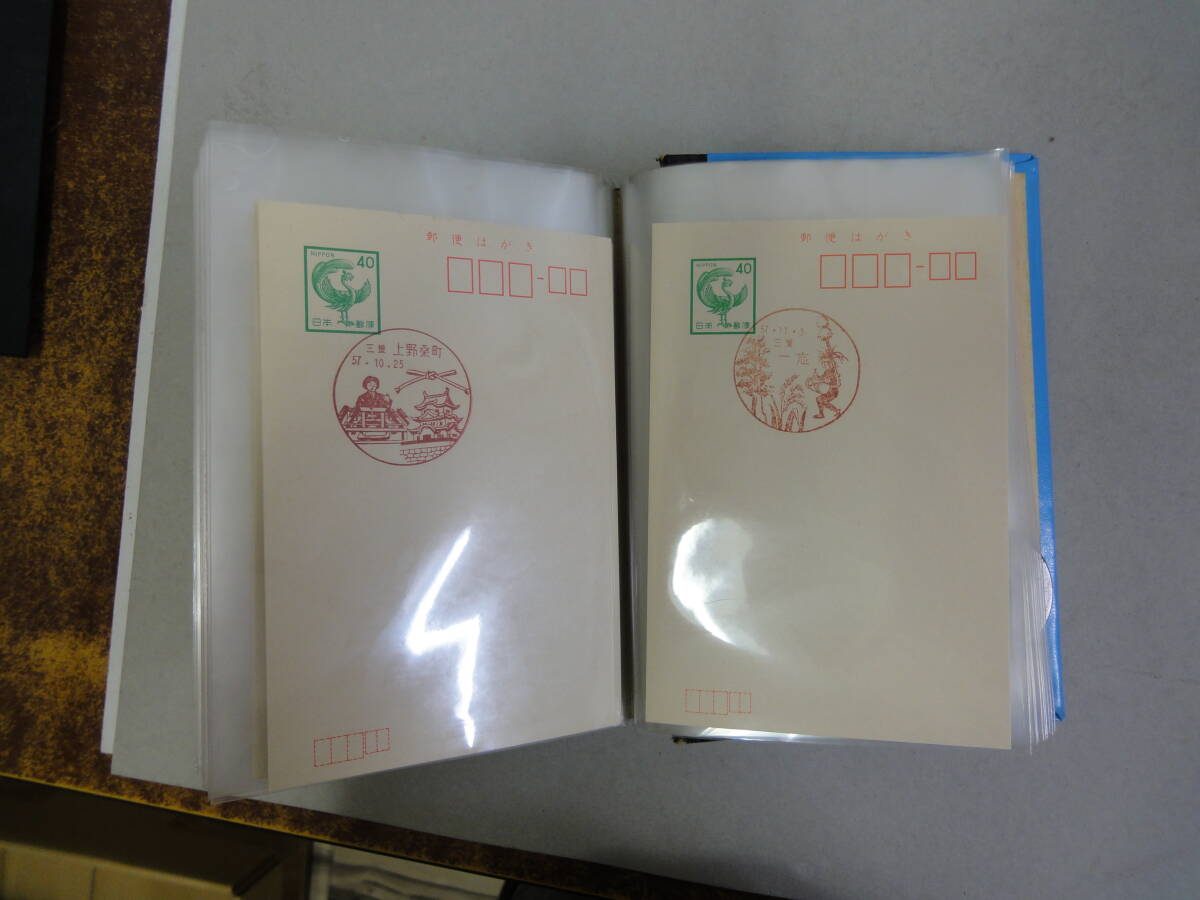 郵便はがき
NIPPON
40
日本郵便
三重 上野桑町
57.10.25
郵便はがき
NIPPON
40
日本郵便
57.11.3
三重
一志